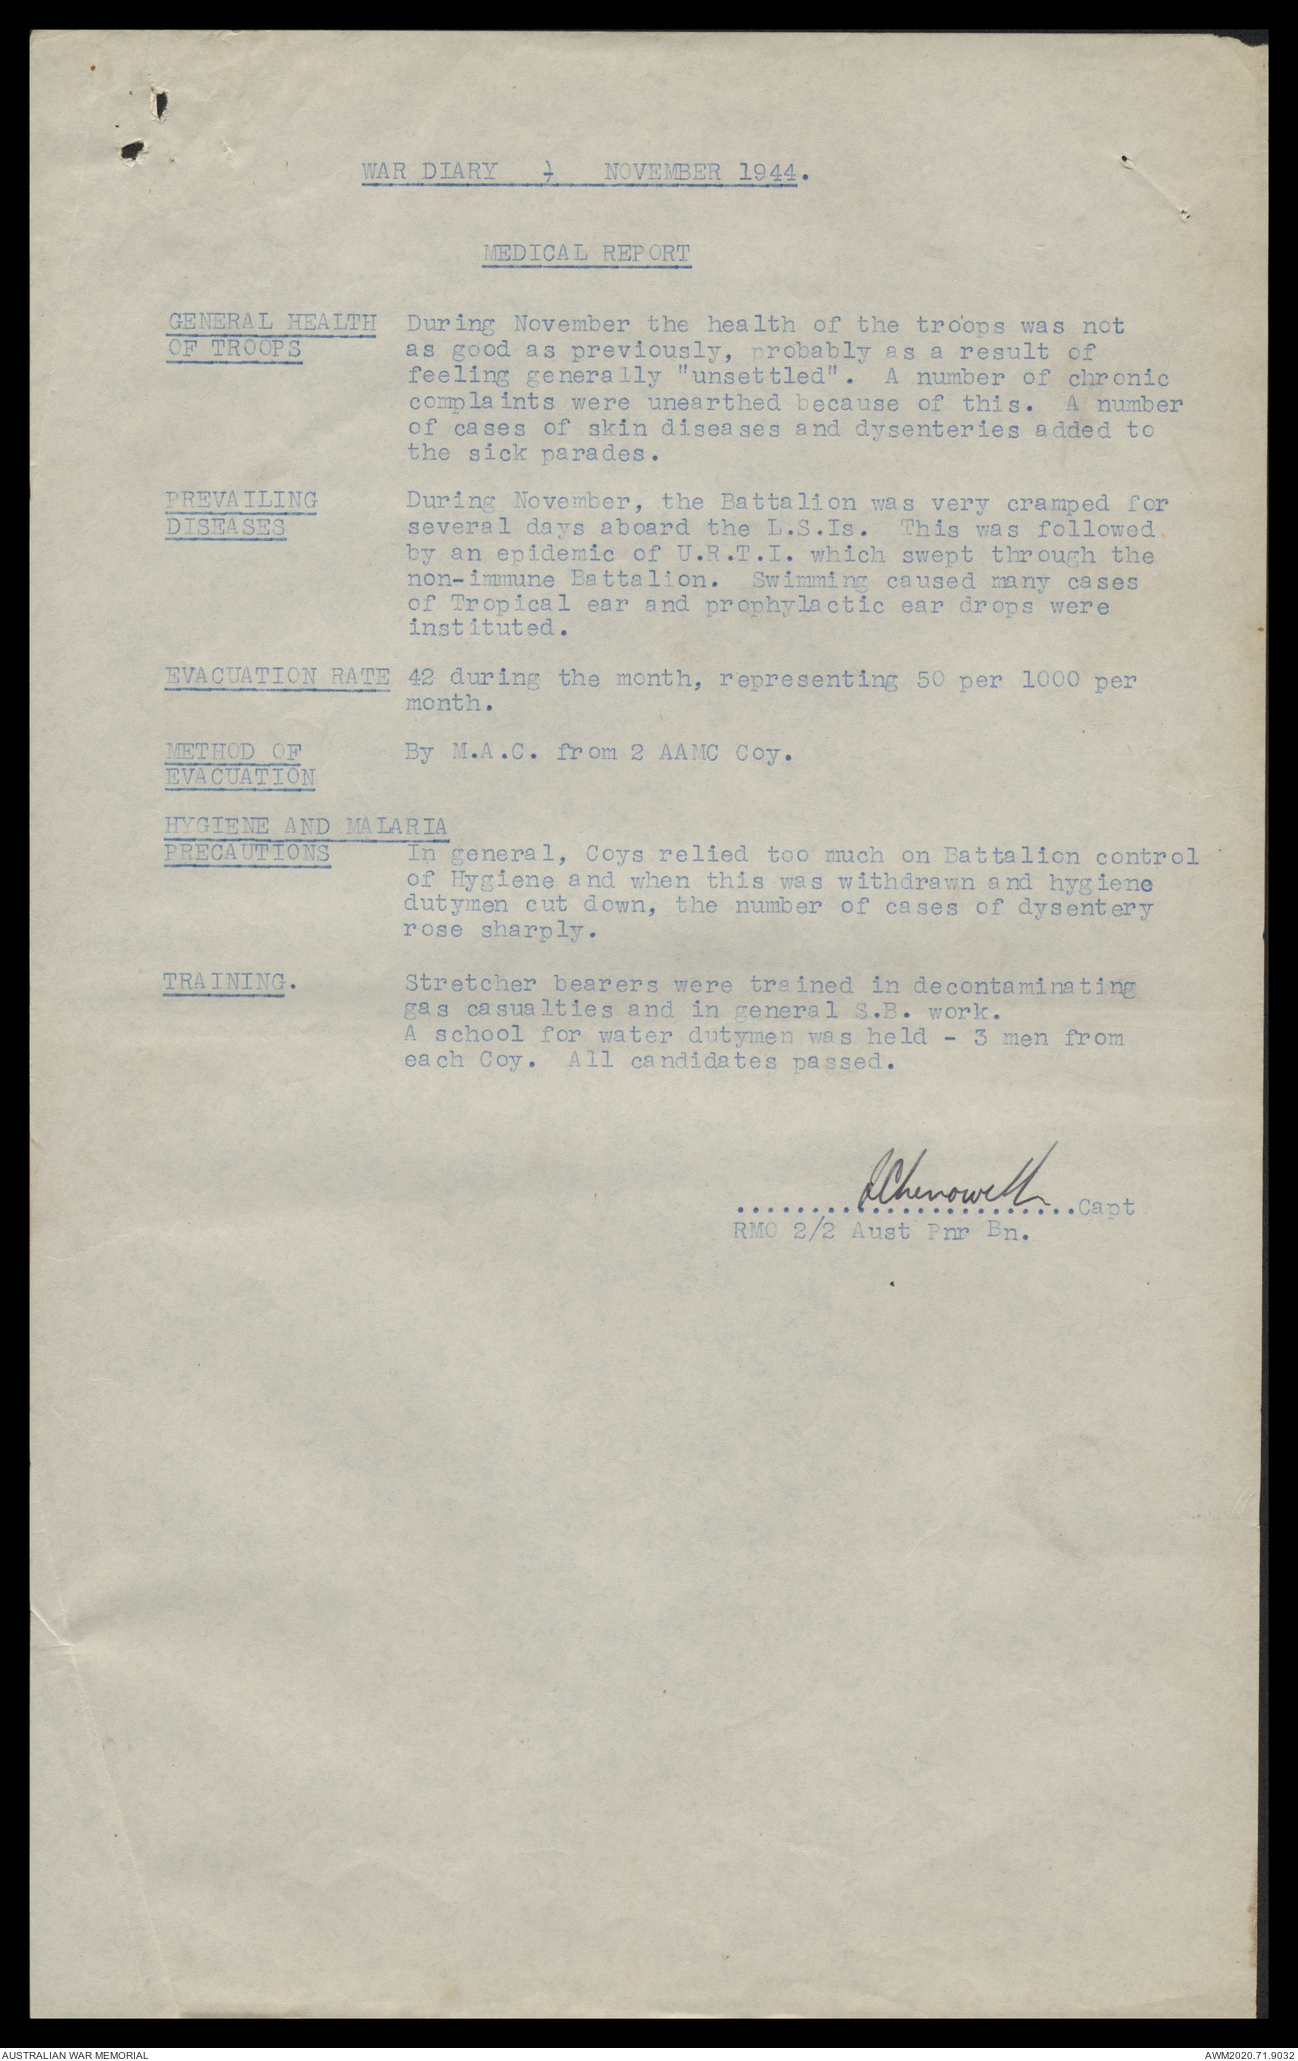 WAR DIARY - NOVEMBER 1944.
MEDICAL REPORT
GENERAL HEALTH OF TROOPS
During November the health of the troops was not
as good as previously, probably as a result of
feeling generally "unsettled". A number of chronic
complaints were unearthed because of this. A number
of cases of skin diseases and dysenteries added to
the sick parades.
PREVAILING DISEASES
During November, the Battalion was very cramped for
several days aboard the L.S.Is. This was followed
by an epidemic of U.R.T.I. which swept through the
non-immune Battalion. Swimming caused many cases
of Tropical ear and prophylactic ear drops were
instituted.
EVACUATION RATE 42 during the month, representing 50 per 1000 per
month.
METHOD OF EVACUATION
By M.A.C. from 2 AAMC Coy.
HYGIENE AND MALARIA
PRECAUTIONS In general, Coys relied too much on Battalion control
of Hygiene and when this was withdrawn and hygiene
dutymen cut down, the number of cases of dysentery
rose sharply.
TRAINING. Stretcher bearers were trained in decontaminating
gas casualties and in general S.B. work.
A school for water dutymen was held - 3 men from
each Coy. All candidates passed.
IChenoweth
.......................Capt
RMO 2/2 Aust Pnr Bn.
AUSTRALIAN WAR MEMORIAL
AWM2020.71.9032